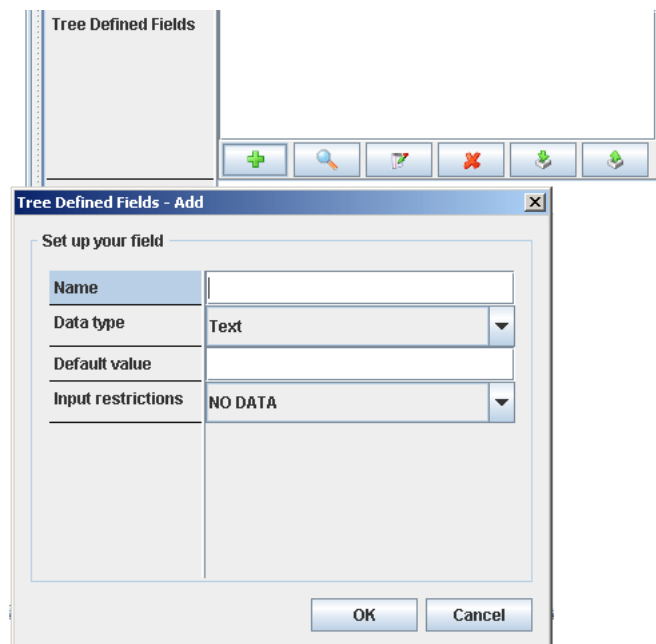 Tree Defined Fields
Tree Defined Fields - Add
Set up your field
Name
Data type
Text
Default value
Input restrictions
NO DATA
OK
Cancel